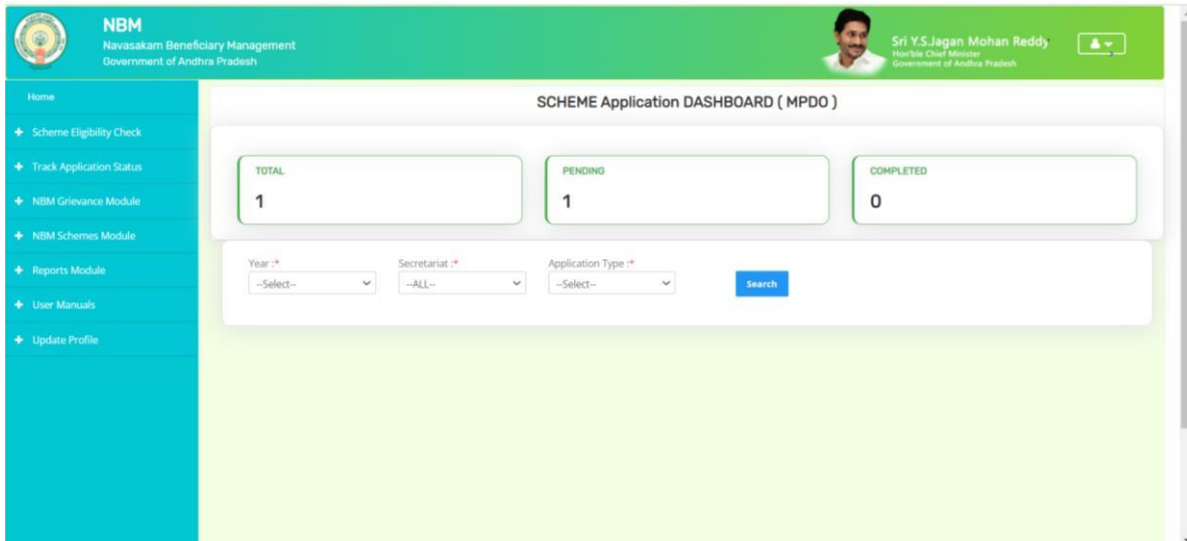 NBM
Navasakam Beneficiary Management
Government of Andhra Pradesh
Sri Y.S.Jagan Mohan Reddy
Hon'ble Chief Minister
Government of Andhra Pradesh
Home
Scheme Eligibility Check
Track Application Status
NBM Grievance Module
NBM Schemes Module
Reports Module
User Manuals
Update Profile
SCHEME Application DASHBOARD ( MPDO )
TOTAL
1
PENDING
1
COMPLETED
0
Year :*
--Select--
Secretariat :*
--ALL--
Application Type :*
--Select--
Search